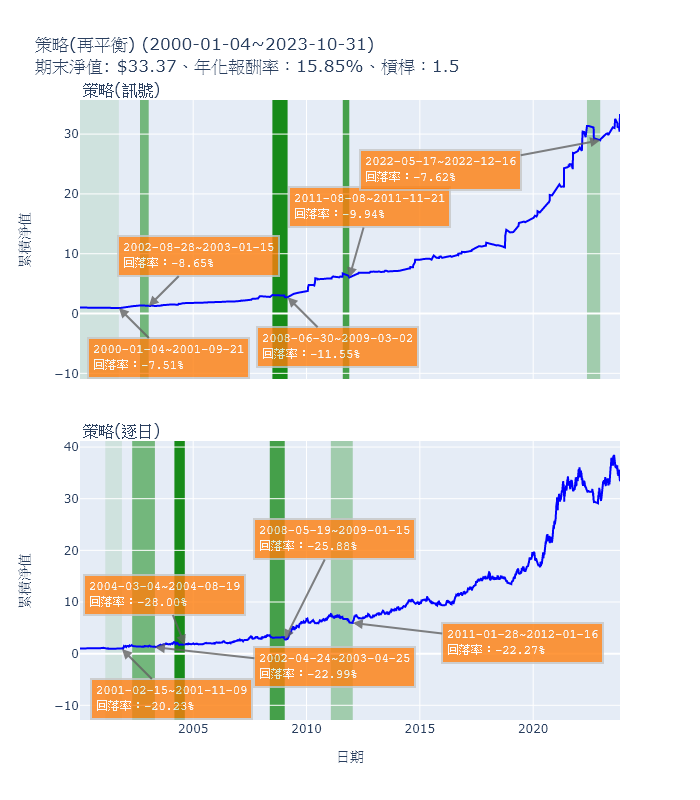 策略(再平衡) (2000-01-04~2023-10-31)
期末淨值: $33.37、年化報酬率：15.85%、槓桿：1.5
策略(訊號)
30
20
10
0
−10
累積淨值
2022-05-17~2022-12-16
回落率：-7.62%
2011-08-08~2011-11-21
回落率：-9.94%
2002-08-28~2003-01-15
回落率：-8.65%
2008-06-30~2009-03-02
回落率：-11.55%
2000-01-04~2001-09-21
回落率：-7.51%
策略(逐日)
40
30
20
10
0
−10
累積淨值
2008-05-19~2009-01-15
回落率：-25.88%
2004-03-04~2004-08-19
回落率：-28.00%
2011-01-28~2012-01-16
回落率：-22.27%
2002-04-24~2003-04-25
回落率：-22.99%
2001-02-15~2001-11-09
回落率：-20.23%
2005
2010
2015
2020
日期